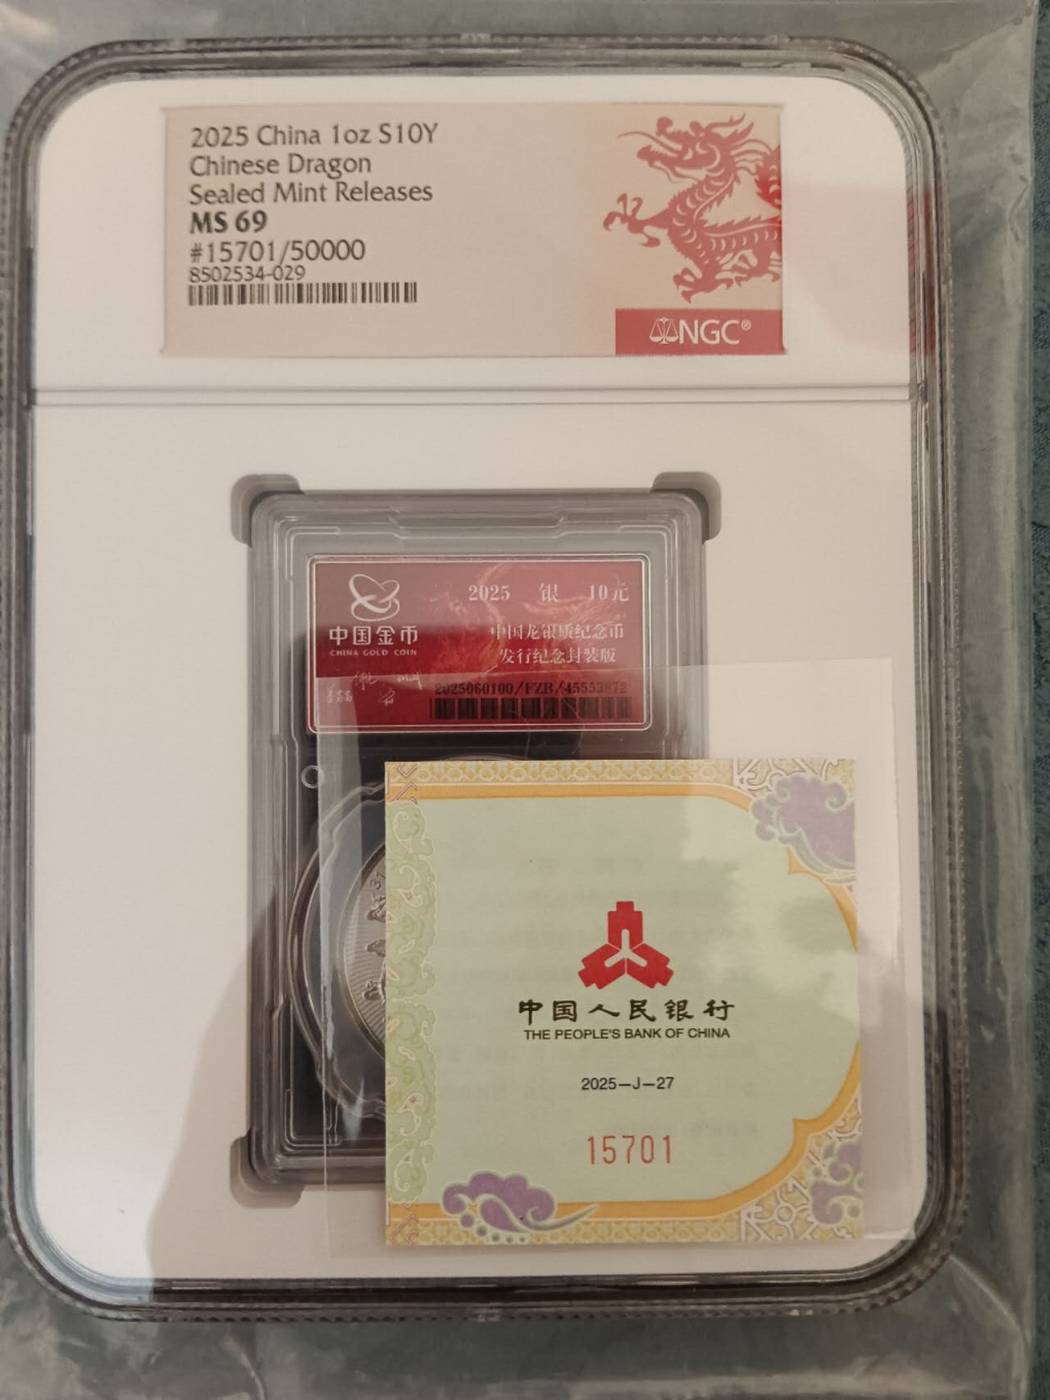 2025 China 1oz S10Y
Chinese Dragon
Sealed Mint Releases
MS 69
#15701/50000
8502534-029
NGC®
中国金币
CHINA GOLD COIN
2025 银 10元
中国龙银质纪念币
发行纪念封装版
2025060100/FZB/45553872
中国人民银行
THE PEOPLE'S BANK OF CHINA
2025-J-27
15701